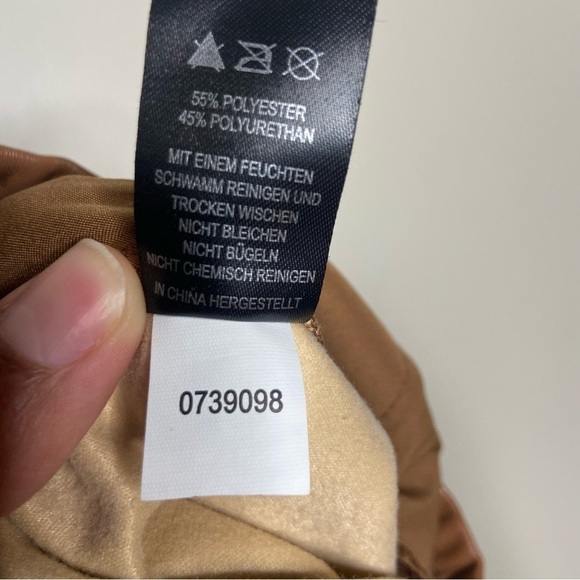 55% POLYESTER
45% POLYURETHAN
MIT EINEM FEUCHTEN
SCHWAMM REINIGEN UND
TROCKEN WISCHEN
NICHT BLEICHEN
NICHT BÜGELN
NICHT CHEMISCH REINIGEN
IN CHINA HERGESTELLT
0739098